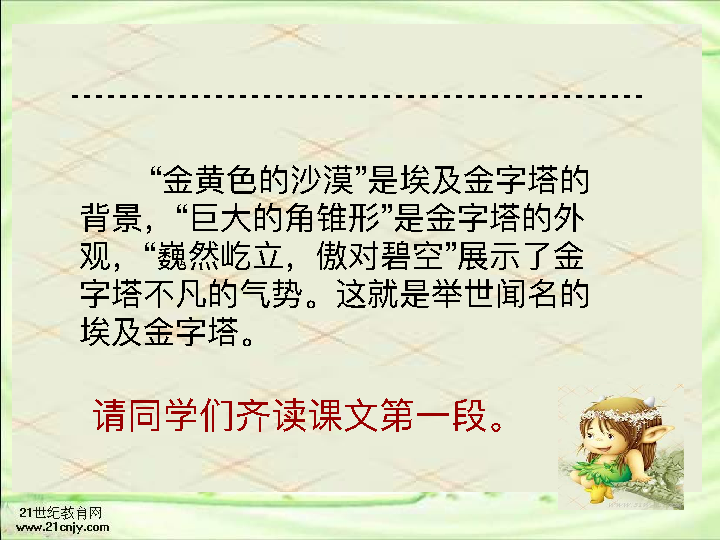 “金黄色的沙漠”是埃及金字塔的
背景，“巨大的角锥形”是金字塔的外
观，“巍然屹立，傲对碧空”展示了金
字塔不凡的气势。这就是举世闻名的
埃及金字塔。
请同学们齐读课文第一段。
21世纪教育网
www.21cnjy.com